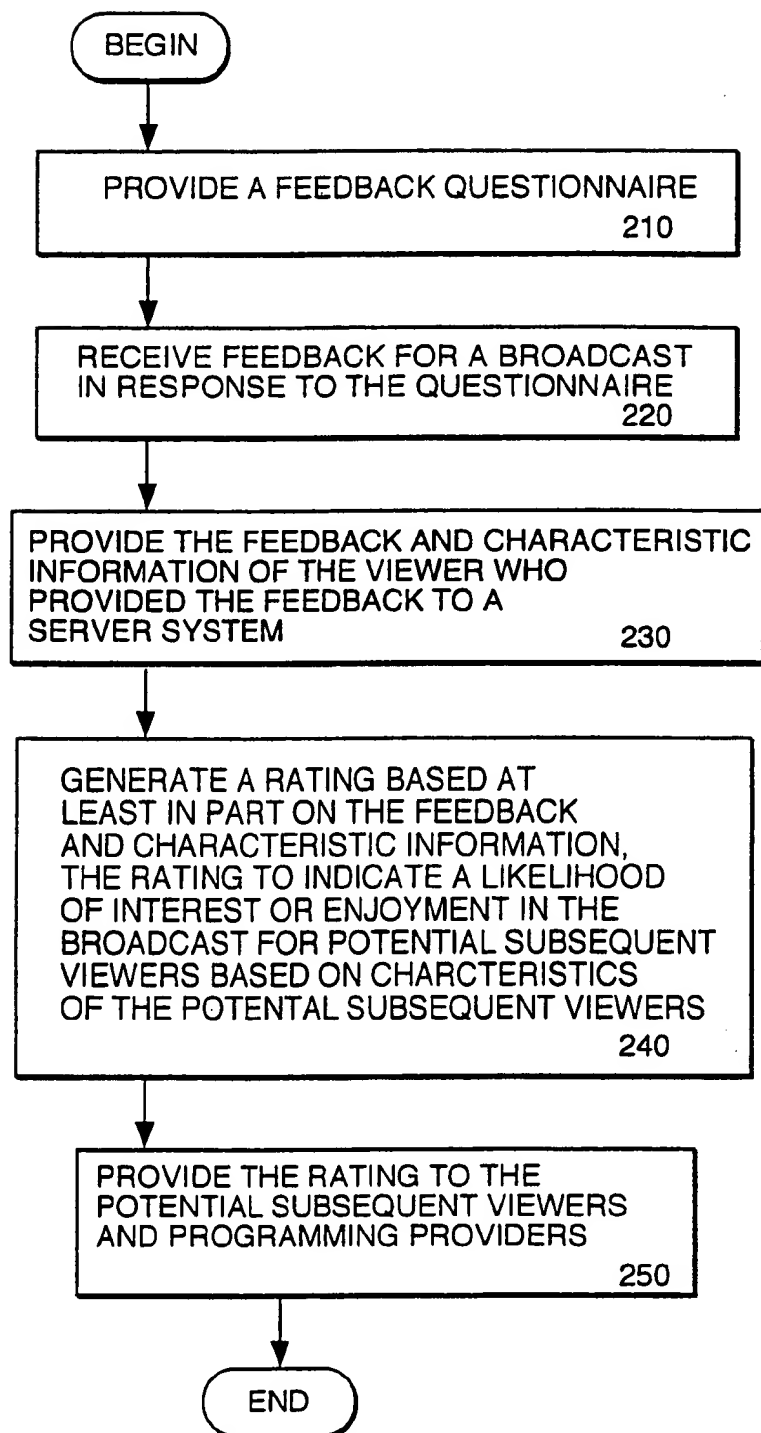 BEGIN
PROVIDE A FEEDBACK QUESTIONNAIRE
210
RECEIVE FEEDBACK FOR A BROADCAST
IN RESPONSE TO THE QUESTIONNAIRE
220
PROVIDE THE FEEDBACK AND CHARACTERISTIC
INFORMATION OF THE VIEWER WHO
PROVIDED THE FEEDBACK TO A
SERVER SYSTEM
230
GENERATE A RATING BASED AT
LEAST IN PART ON THE FEEDBACK
AND CHARACTERISTIC INFORMATION,
THE RATING TO INDICATE A LIKELIHOOD
OF INTEREST OR ENJOYMENT IN THE
BROADCAST FOR POTENTIAL SUBSEQUENT
VIEWERS BASED ON CHARCTERISTICS
OF THE POTENTAL SUBSEQUENT VIEWERS
240
PROVIDE THE RATING TO THE
POTENTIAL SUBSEQUENT VIEWERS
AND PROGRAMMING PROVIDERS
250
END